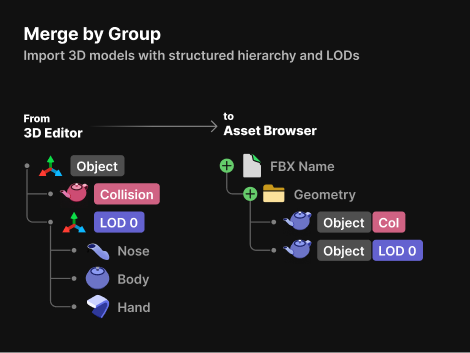 Merge by Group
Import 3D models with structured hierarchy and LODs
From
3D Editor
to
Asset Browser
Object
Collision
LOD 0
Nose
Body
Hand
FBX Name
Geometry
Object Col
Object LOD 0